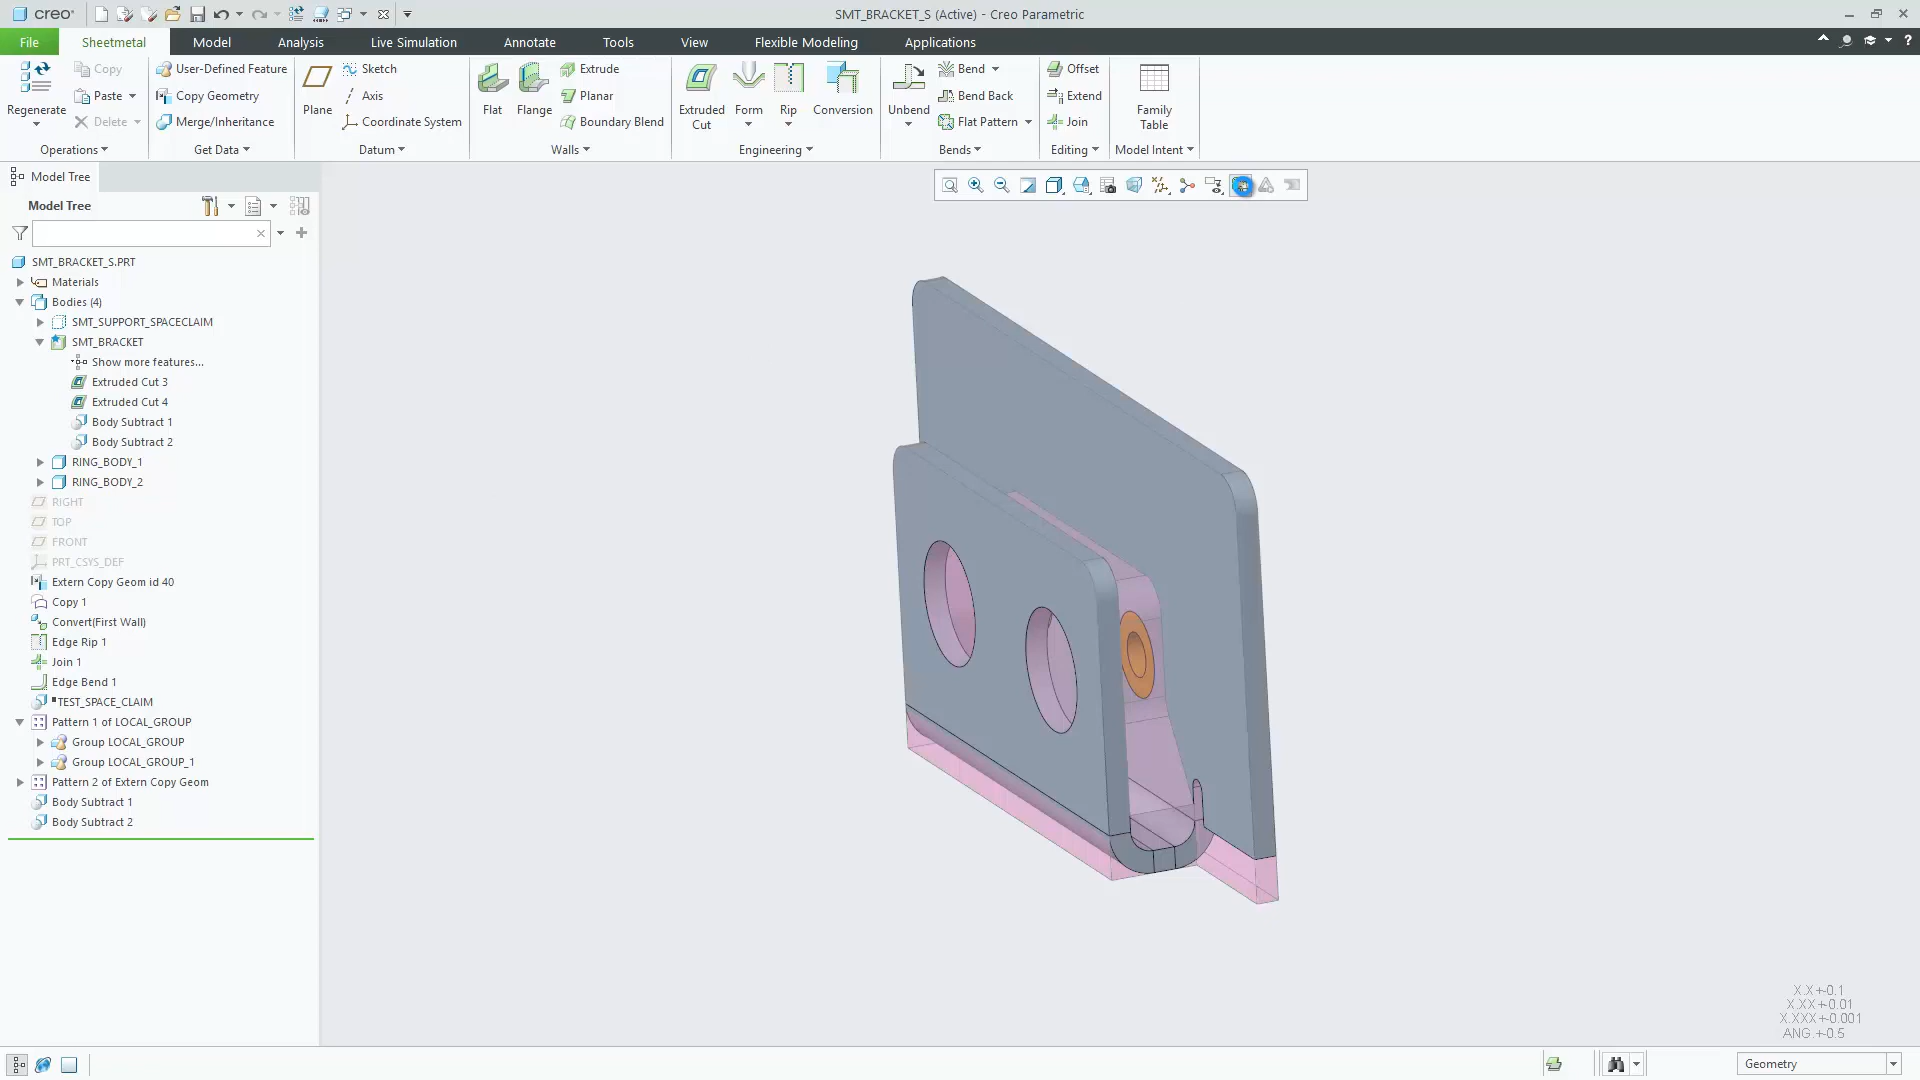 creo
SMT_BRACKET_S (Active) - Creo Parametric
File
Sheetmetal
Model
Analysis
Live Simulation
Annotate
Tools
View
Flexible Modeling
Applications
Regenerate
Copy
Paste
Delete
Operations
User-Defined Feature
Copy Geometry
Merge/Inheritance
Get Data
Plane
Sketch
Axis
Coordinate System
Datum
Flat
Flange
Extrude
Planar
Boundary Blend
Walls
Extruded
Cut
Form
Rip
Conversion
Engineering
Unbend
Bend
Bend Back
Flat Pattern
Bends
Offset
Extend
Join
Editing
Family
Table
Model Intent
Model Tree
Model Tree
SMT_BRACKET_S.PRT
Materials
Bodies (4)
SMT_SUPPORT_SPACECLAIM
SMT_BRACKET
Show more features...
Extruded Cut 3
Extruded Cut 4
Body Subtract 1
Body Subtract 2
RING_BODY_1
RING_BODY_2
RIGHT
TOP
FRONT
PRT_CSYS_DEF
Extern Copy Geom id 40
Copy 1
Convert(First Wall)
Edge Rip 1
Join 1
Edge Bend 1
TEST_SPACE_CLAIM
Pattern 1 of LOCAL_GROUP
Group LOCAL_GROUP
Group LOCAL_GROUP_1
Pattern 2 of Extern Copy Geom
Body Subtract 1
Body Subtract 2
X.X+-0.1
X.XX+-0.01
X.XXX+-0.001
ANG.+-0.5
Geometry